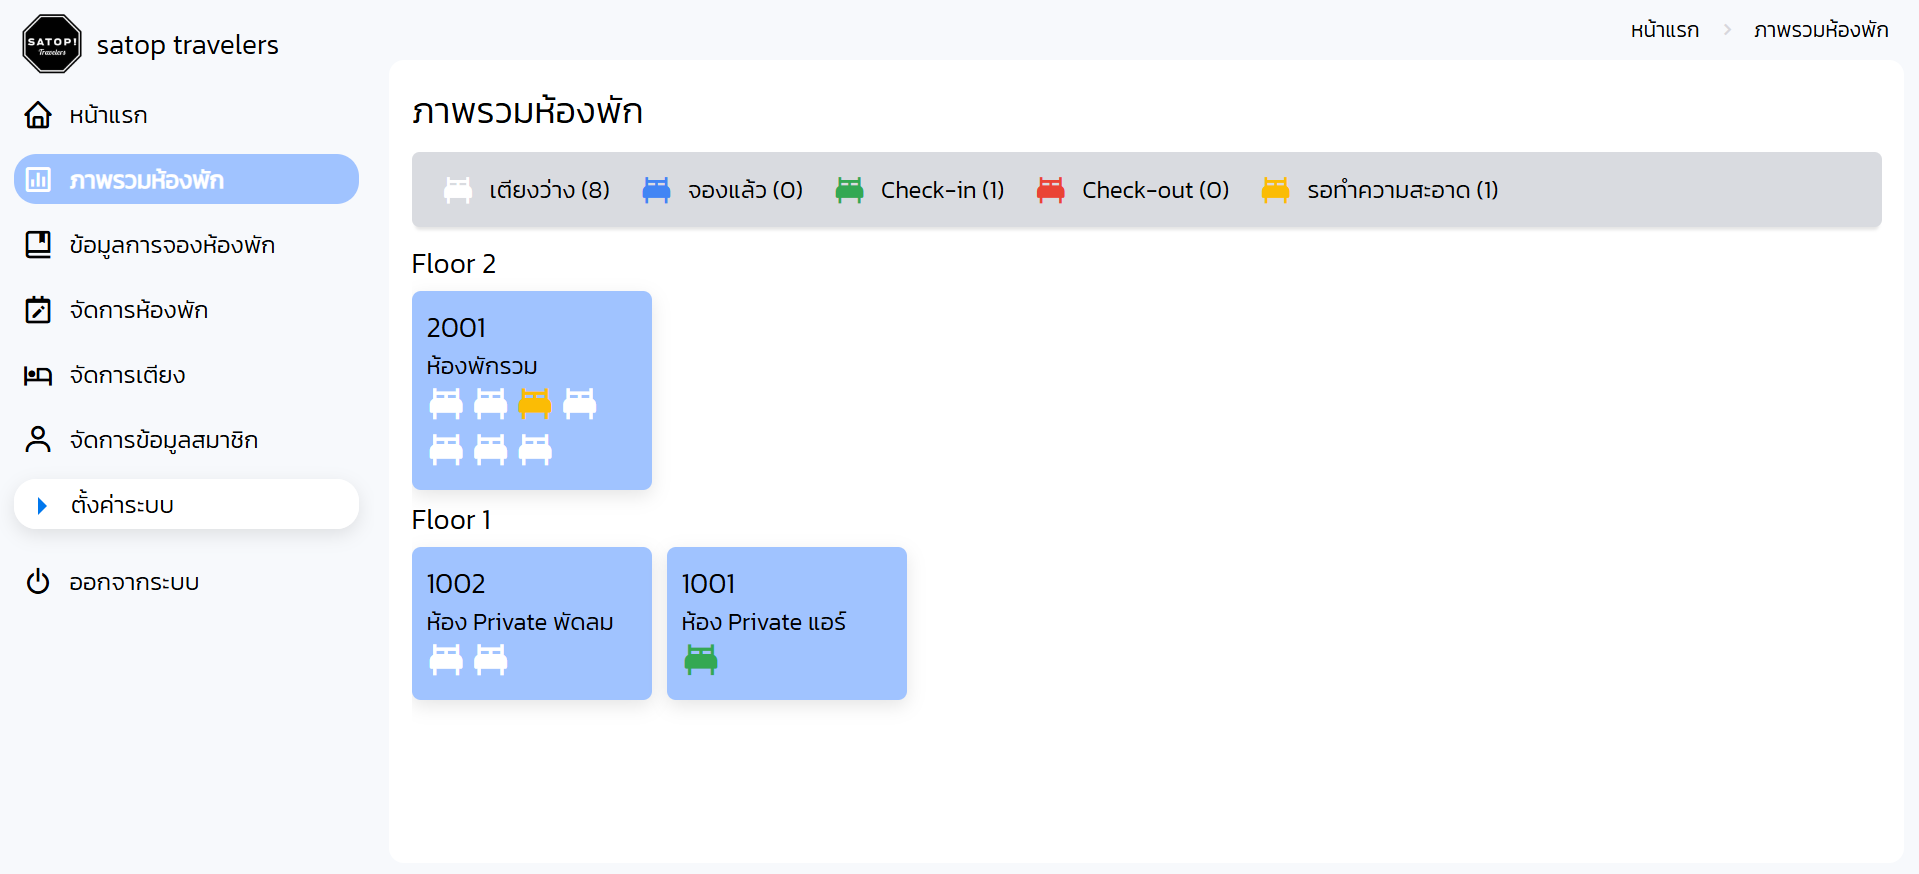 SATOP!
Travelers
satop travelers
หน้าแรก
ภาพรวมห้องพัก
ข้อมูลการจองห้องพัก
จัดการห้องพัก
จัดการเตียง
จัดการข้อมูลสมาชิก
ตั้งค่าระบบ
ออกจากระบบ
หน้าแรก > ภาพรวมห้องพัก
ภาพรวมห้องพัก
เตียงว่าง (8) จองแล้ว (0) Check-in (1) Check-out (0) รอทำความสะอาด (1)
Floor 2
2001
ห้องพักรวม
Floor 1
1002
ห้อง Private พัดลม
1001
ห้อง Private แอร์